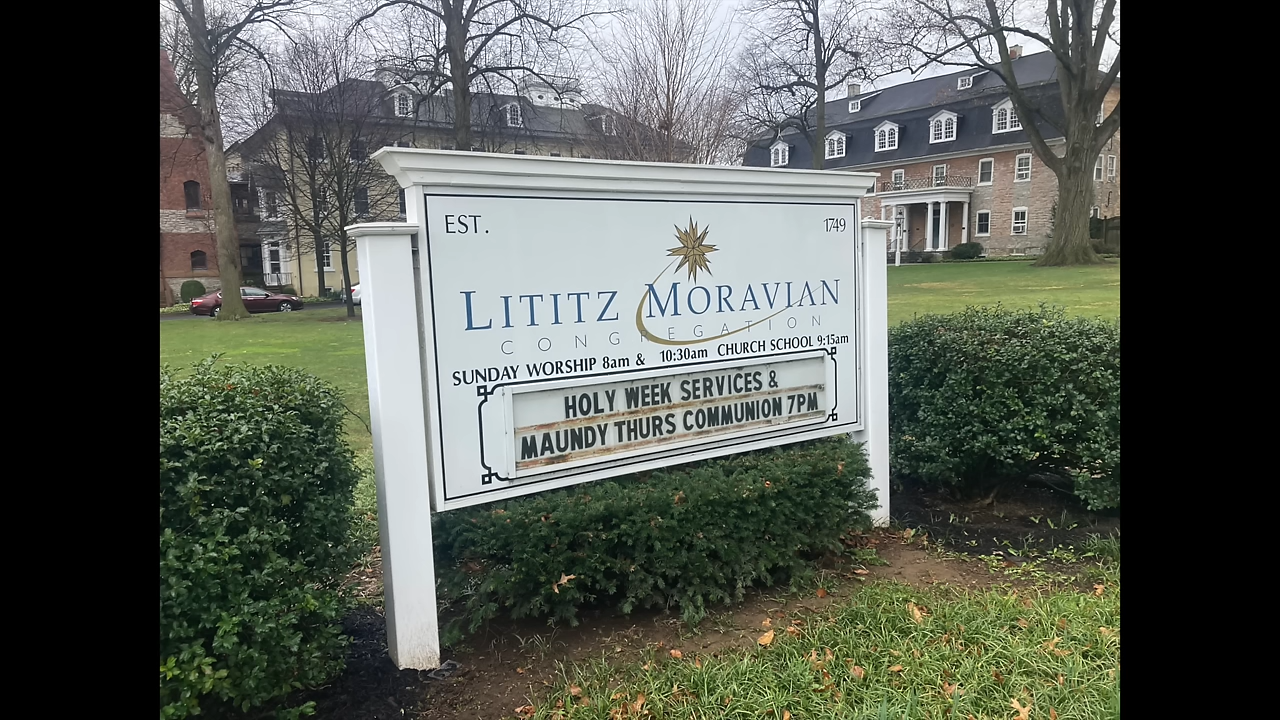 EST. 1749
LITITZ MORAVIAN
CONGREGATION
SUNDAY WORSHIP 8am & 10:30am CHURCH SCHOOL 9:15am
HOLY WEEK SERVICES &
MAUNDY THURS COMMUNION 7PM